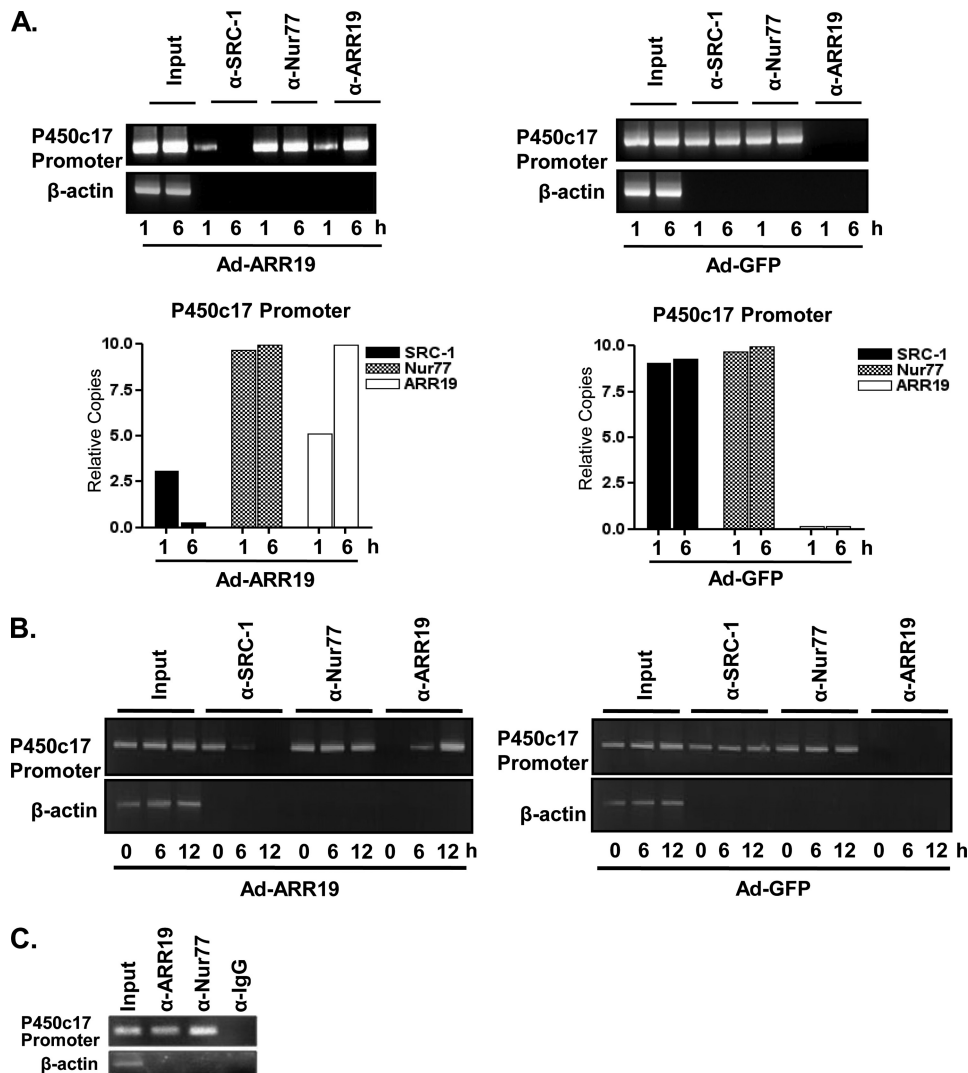 A.
Input
α-SRC-1
α-Nur77
α-ARR19
P450c17
Promoter
β-actin
1 6 1 6 1 6 1 6 h
Ad-ARR19
Input
α-SRC-1
α-Nur77
α-ARR19
P450c17
Promoter
β-actin
1 6 1 6 1 6 1 6 h
Ad-GFP
P450c17 Promoter
Relative Copies
10.0
7.5
5.0
2.5
0.0
SRC-1
Nur77
ARR19
1 6 1 6 1 6 h
Ad-ARR19
P450c17 Promoter
Relative Copies
10.0
7.5
5.0
2.5
0.0
SRC-1
Nur77
ARR19
1 6 1 6 1 6 h
Ad-GFP
B.
Input
α-SRC-1
α-Nur77
α-ARR19
P450c17
Promoter
β-actin
0 6 12 0 6 12 0 6 12 0 6 12 h
Ad-ARR19
Input
α-SRC-1
α-Nur77
α-ARR19
P450c17
Promoter
β-actin
0 6 12 0 6 12 0 6 12 0 6 12 h
Ad-GFP
C.
Input
α-ARR19
α-Nur77
α-IgG
P450c17
Promoter
β-actin